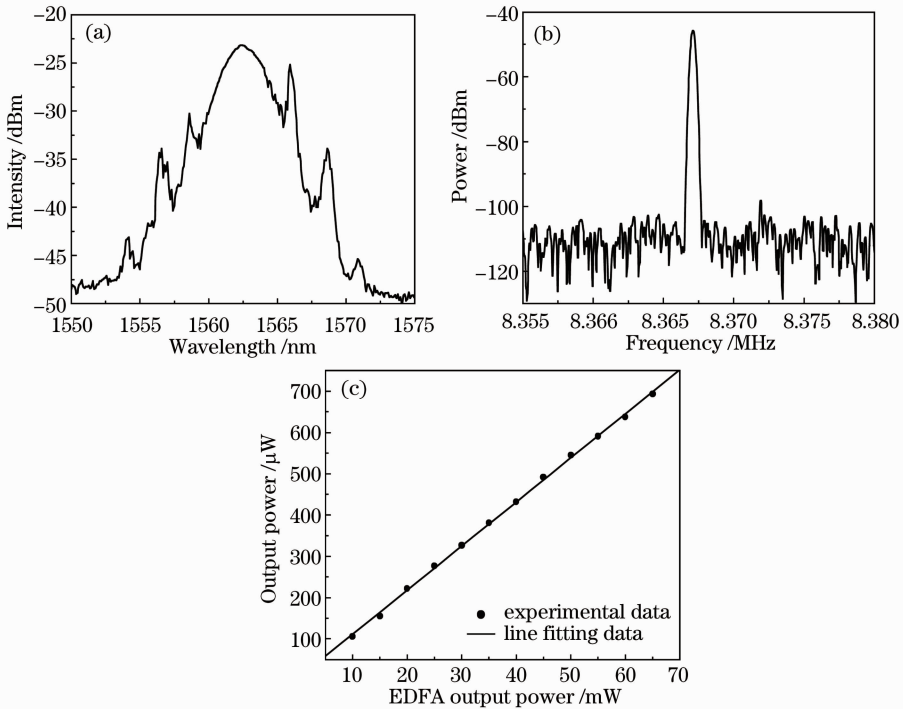 (a)
Intensity /dBm
−20
−25
−30
−35
−40
−45
−50
1550 1555 1560 1565 1570 1575
Wavelength /nm
(b)
Power /dBm
−40
−60
−80
−100
−120
8.355 8.366 8.365 8.370 8.375 8.380
Frequency /MHz
(c)
Output power /μW
700
600
500
400
300
200
100
experimental data
line fitting data
10 20 30 40 50 60 70
EDFA output power /mW